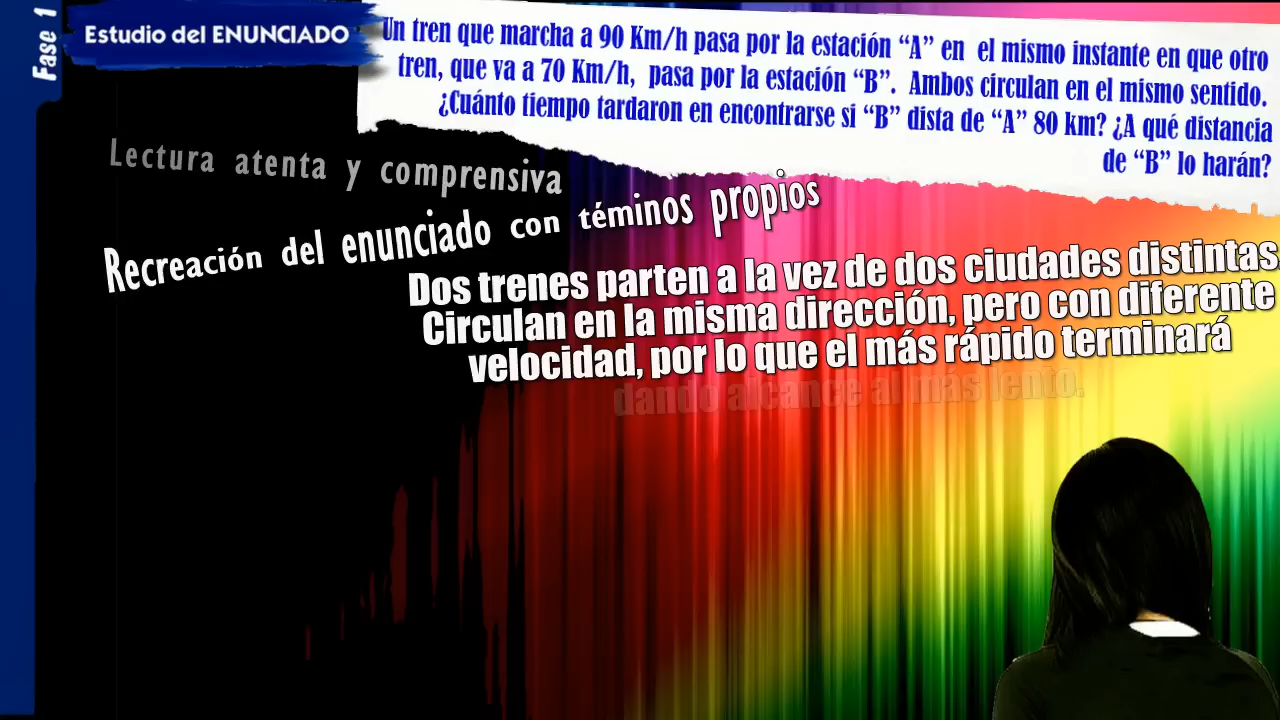 Fase 1
Estudio del ENUNCIADO
Un tren que marcha a 90 Km/h pasa por la estación “A” en el mismo instante en que otro
tren, que va a 70 Km/h, pasa por la estación “B”. Ambos circulan en el mismo sentido.
¿Cuánto tiempo tardaron en encontrarse si “B” dista de “A” 80 km? ¿A qué distancia
de “B” lo harán?
Lectura atenta y comprensiva
Recreación del enunciado con téminos propios
Dos trenes parten a la vez de dos ciudades distintas.
Circulan en la misma dirección, pero con diferente
velocidad, por lo que el más rápido terminará
dando alcance al más lento.